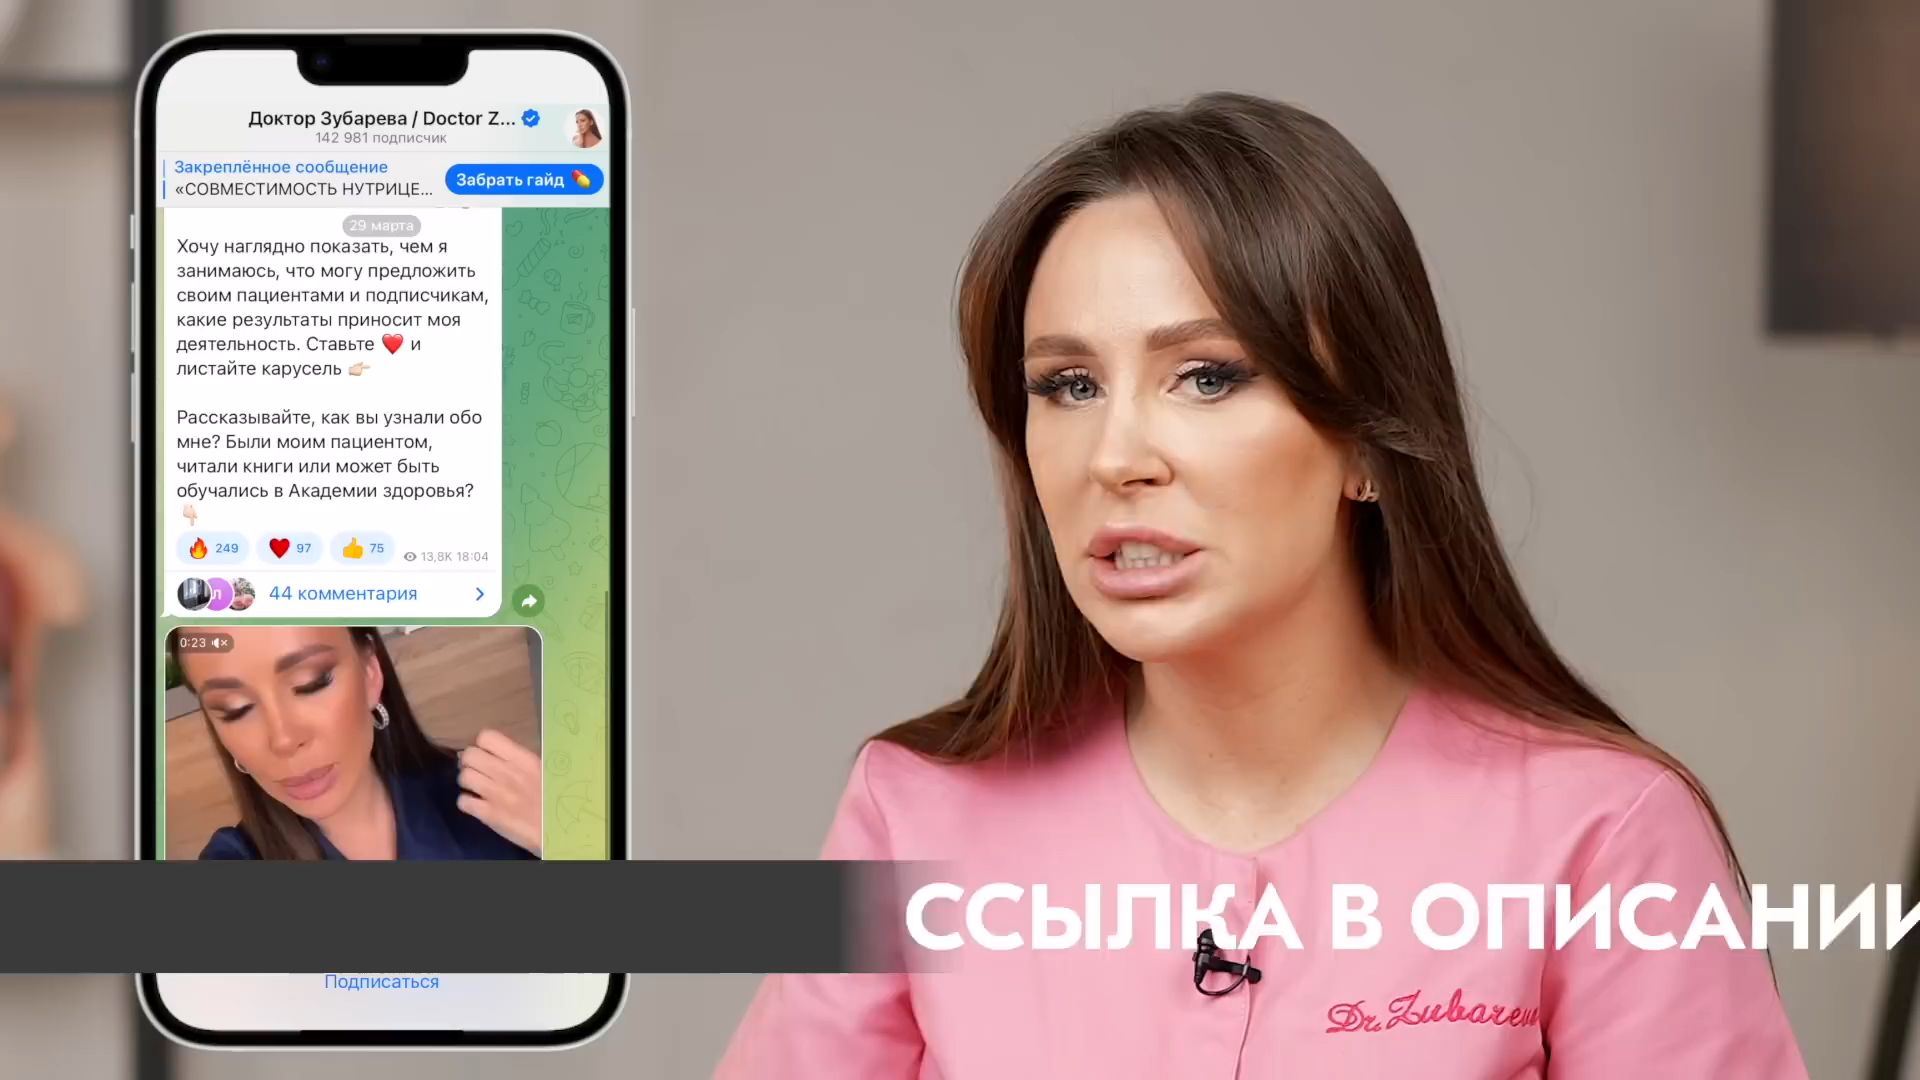 Доктор Зубарева / Doctor Z...
142 981 подписчик
Закреплённое сообщение
«СОВМЕСТИМОСТЬ НУТРИЦЕ...
Забрать гайд
29 марта
Хочу наглядно показать, чем я
занимаюсь, что могу предложить
своим пациентами и подписчикам,
какие результаты приносит моя
деятельность. Ставьте ❤️ и
листайте карусель 👉🏻
Рассказывайте, как вы узнали обо
мне? Были моим пациентом,
читали книги или может быть
обучались в Академии здоровья?
👇🏻
🔥 249 ❤️ 97 👍 75 13,8K 18:04
Л
44 комментария
0:23
ССЫЛКА В ОПИСАНИИ
Подписаться
Dr. Zubareva